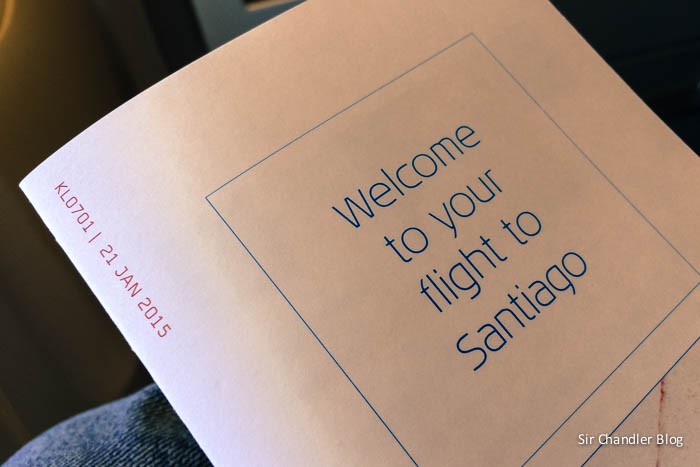 Welcome
to your
flight to
Santiago
KL0701 | 21 JAN 2015
Sir Chandler Blog